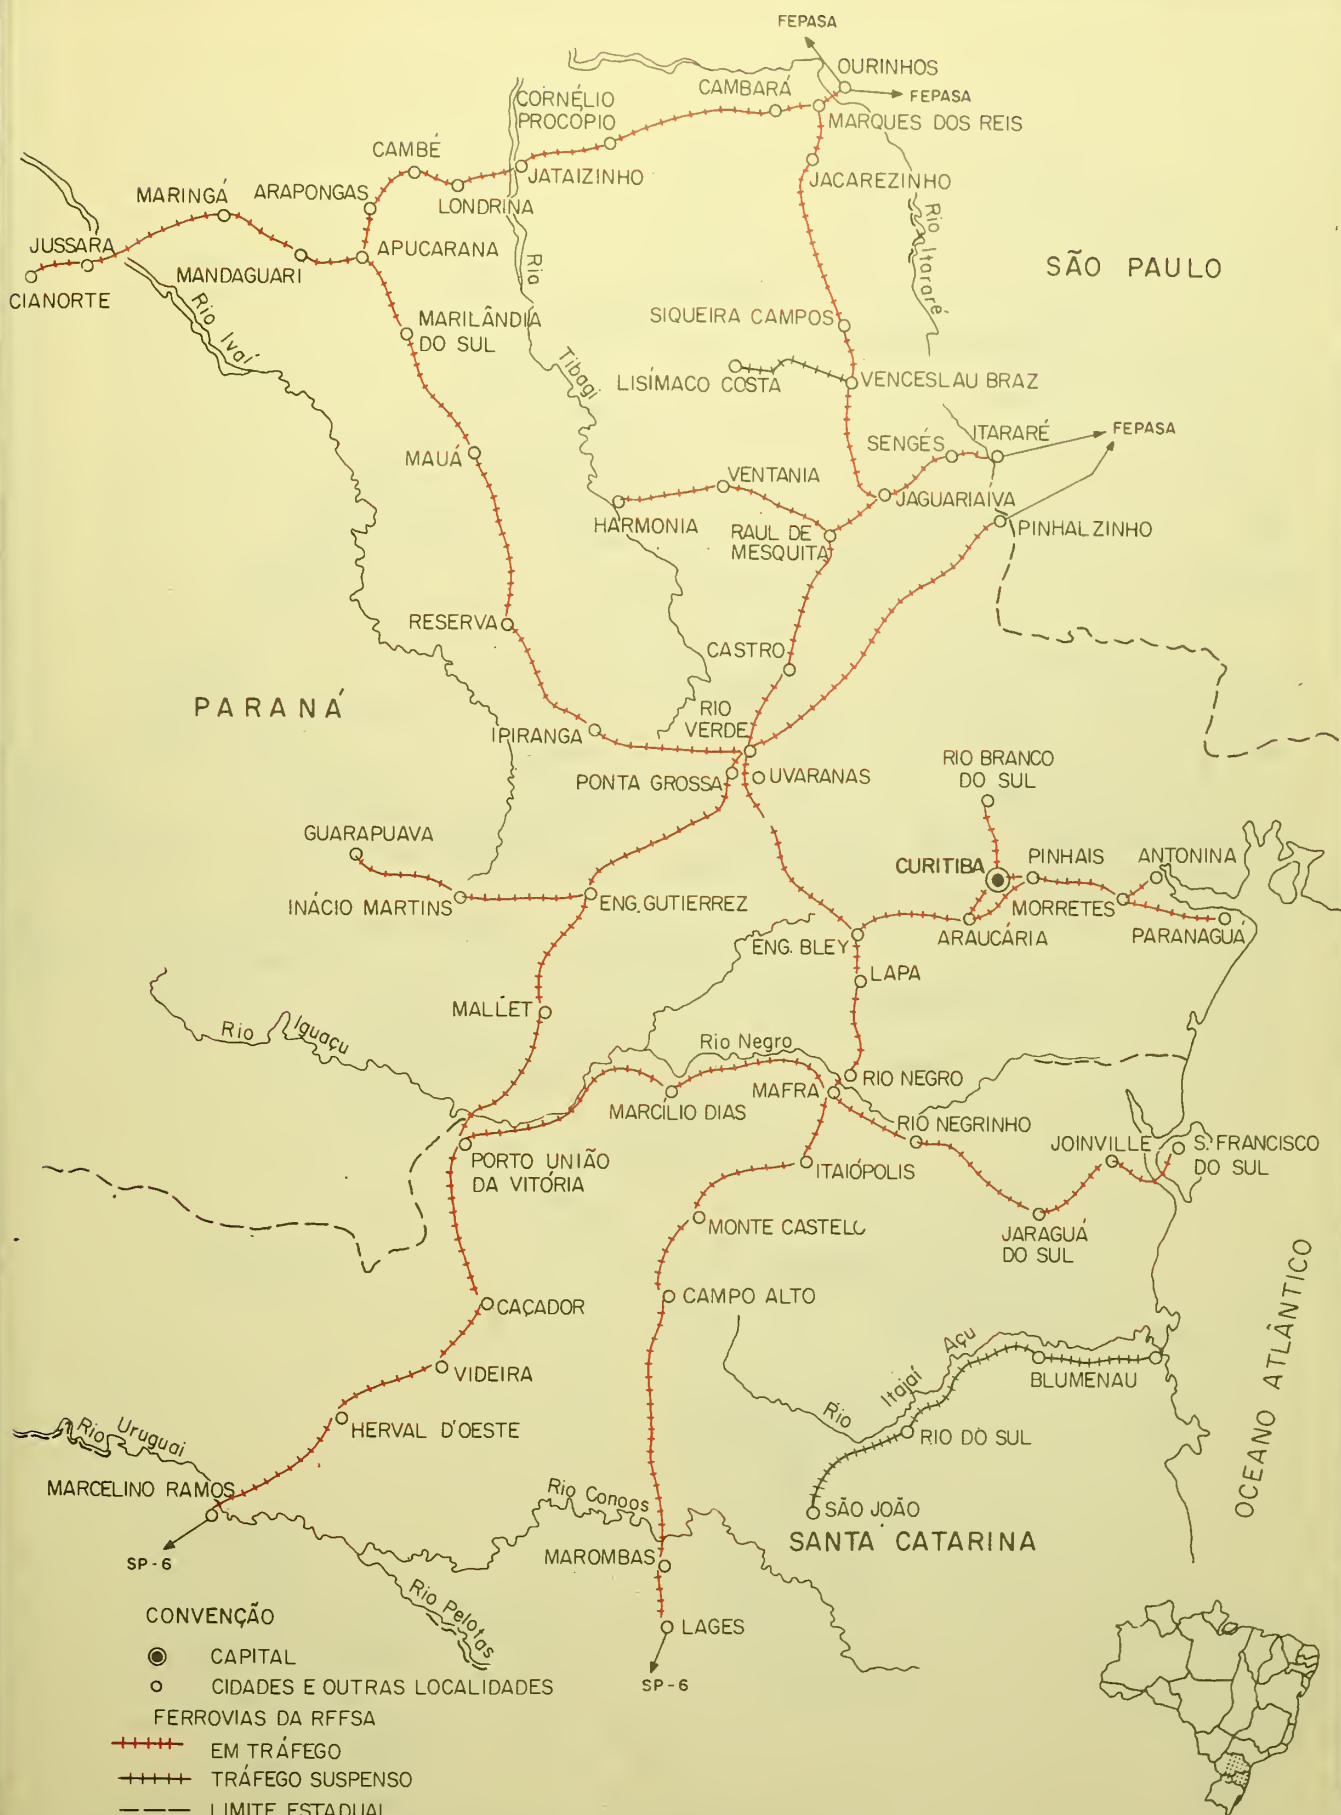 FEPASA
OURINHOS
CAMBARÁ
FEPASA
CORNÉLIO
PROCÓPIO
MARQUES DOS REIS
CAMBÉ
JATAIZINHO
JACAREZINHO
MARINGÁ
ARAPONGAS
LONDRINA
Rio Itararé
JUSSARA
APUCARANA
MANDAGUARI
SÃO PAULO
CIANORTE
Rio Ivaí
Rio
Tibagi
MARILÂNDIA
DO SUL
SIQUEIRA CAMPOS
LISÍMACO COSTA
VENCESLAU BRAZ
FEPASA
ITARARÉ
SENGÉS
MAUÁ
VENTANIA
JAGUARIAÍVA
HARMONIA
RAUL DE
MESQUITA
PINHALZINHO
RESERVA
CASTRO
PARANÁ
RIO
VERDE
IPIRANGA
PONTA GROSSA
UVARANAS
RIO BRANCO
DO SUL
GUARAPUAVA
CURITIBA
PINHAIS
ANTONINA
INÁCIO MARTINS
ENG. GUTIERREZ
MORRETES
ENG. BLEY
ARAUCÁRIA
PARANAGUÁ
LAPA
MALLET
Rio Iguaçu
Rio Negro
RIO NEGRO
MAFRA
MARCÍLIO DIAS
RIO NEGRINHO
JOINVILLE
S. FRANCISCO
DO SUL
PORTO UNIÃO
DA VITÓRIA
ITAIÓPOLIS
MONTE CASTELO
JARAGUÁ
DO SUL
CAMPO ALTO
CAÇADOR
OCEANO ATLÂNTICO
VIDEIRA
Rio Itajaí Açu
BLUMENAU
HERVAL D'OESTE
Rio Uruguai
RIO DO SUL
MARCELINO RAMOS
Rio Conoos
SÃO JOÃO
SANTA CATARINA
SP-6
MAROMBAS
Rio Pelotas
LAGES
SP-6
CONVENÇÃO
CAPITAL
CIDADES E OUTRAS LOCALIDADES
FERROVIAS DA RFFSA
EM TRÁFEGO
TRÁFEGO SUSPENSO
LIMITE ESTADUAL